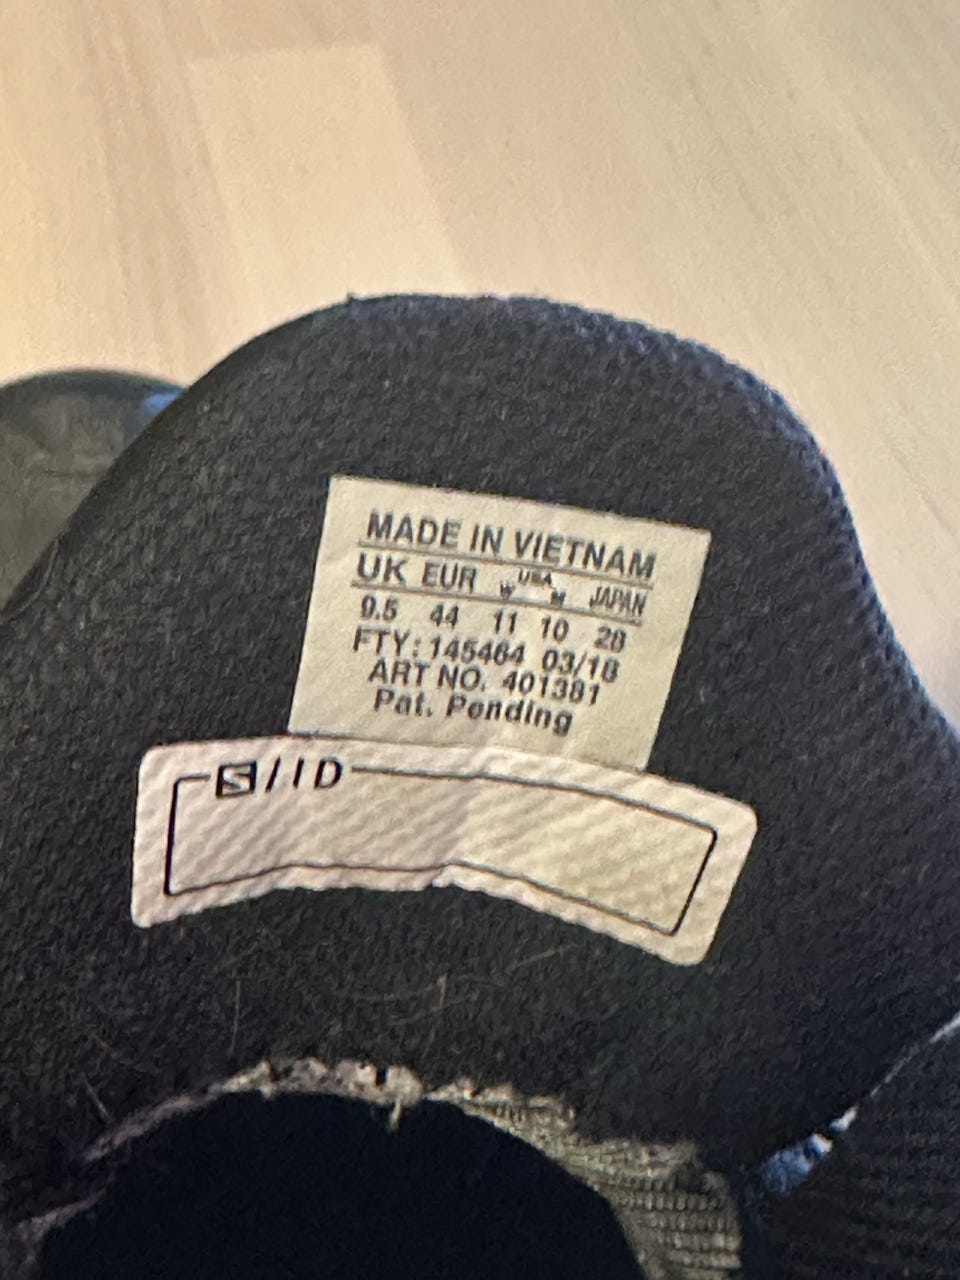 MADE IN VIETNAM
UK EUR W USA M JAPAN
9.5 44 11 10 28
FTY: 145464 03/18
ART NO. 401381
Pat. Pending
S/ID